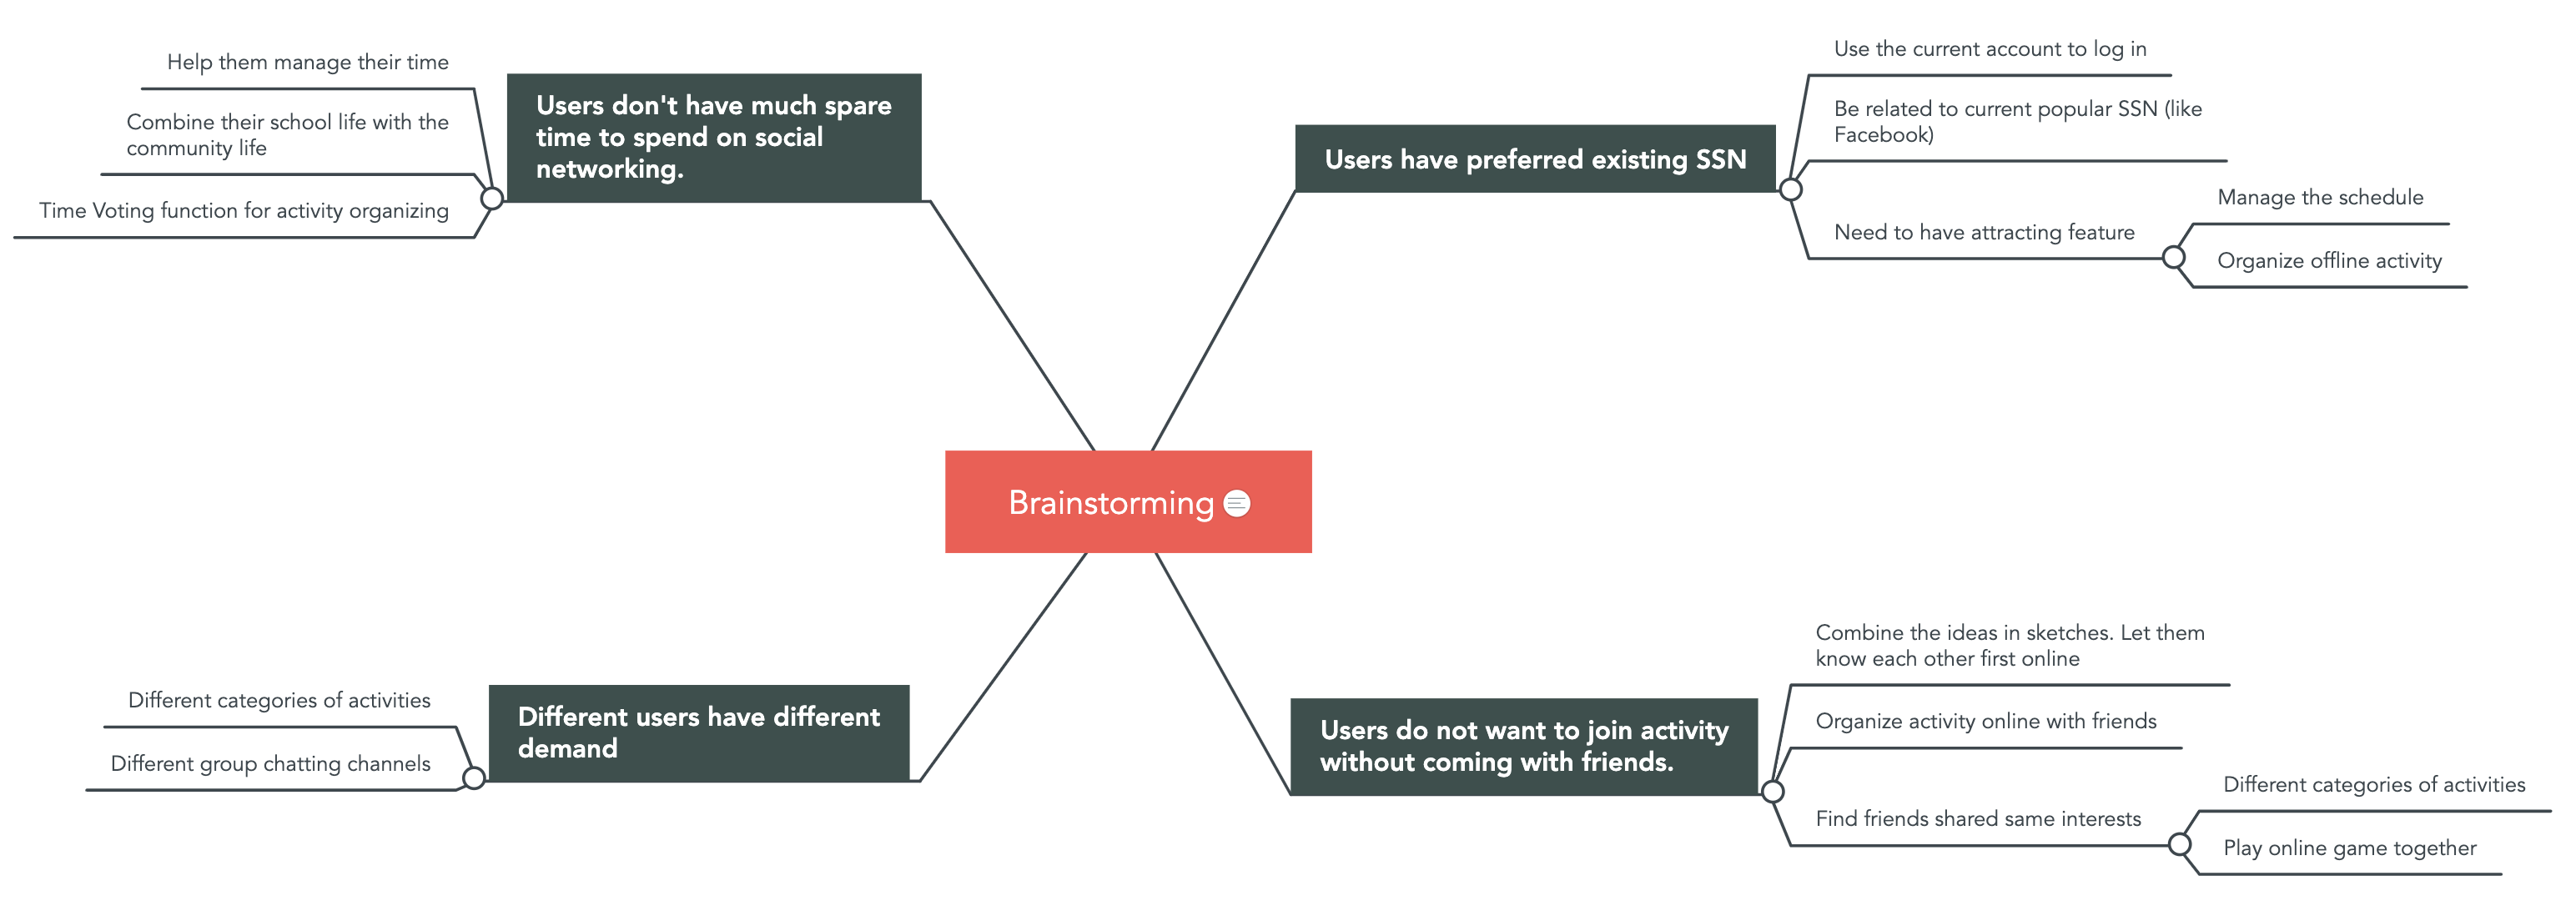 Help them manage their time
Combine their school life with the
community life
Time Voting function for activity organizing
Users don't have much spare
time to spend on social
networking.
Users have preferred existing SSN
Use the current account to log in
Be related to current popular SSN (like
Facebook)
Need to have attracting feature
Manage the schedule
Organize offline activity
Brainstorming
Different categories of activities
Different group chatting channels
Different users have different
demand
Users do not want to join activity
without coming with friends.
Combine the ideas in sketches. Let them
know each other first online
Organize activity online with friends
Find friends shared same interests
Different categories of activities
Play online game together